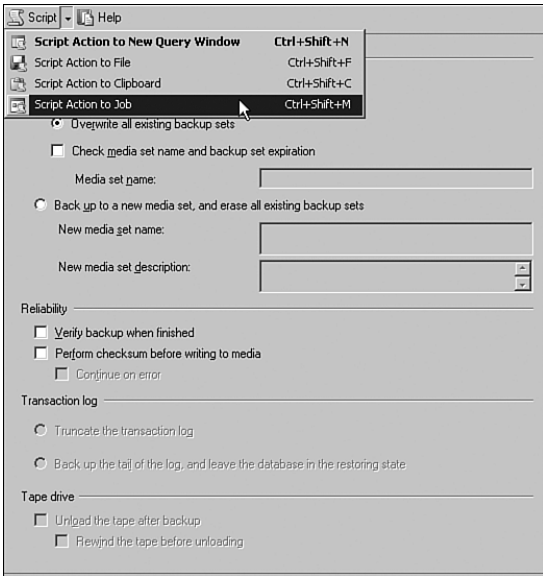 Script Help
Script Action to New Query Window Ctrl+Shift+N
Script Action to File Ctrl+Shift+F
Script Action to Clipboard Ctrl+Shift+C
Script Action to Job Ctrl+Shift+M
Overwrite all existing backup sets
Check media set name and backup set expiration
Media set name:
Back up to a new media set, and erase all existing backup sets
New media set name:
New media set description:
Reliability
Verify backup when finished
Perform checksum before writing to media
Continue on error
Transaction log
Truncate the transaction log
Back up the tail of the log, and leave the database in the restoring state
Tape drive
Unload the tape after backup
Rewind the tape before unloading